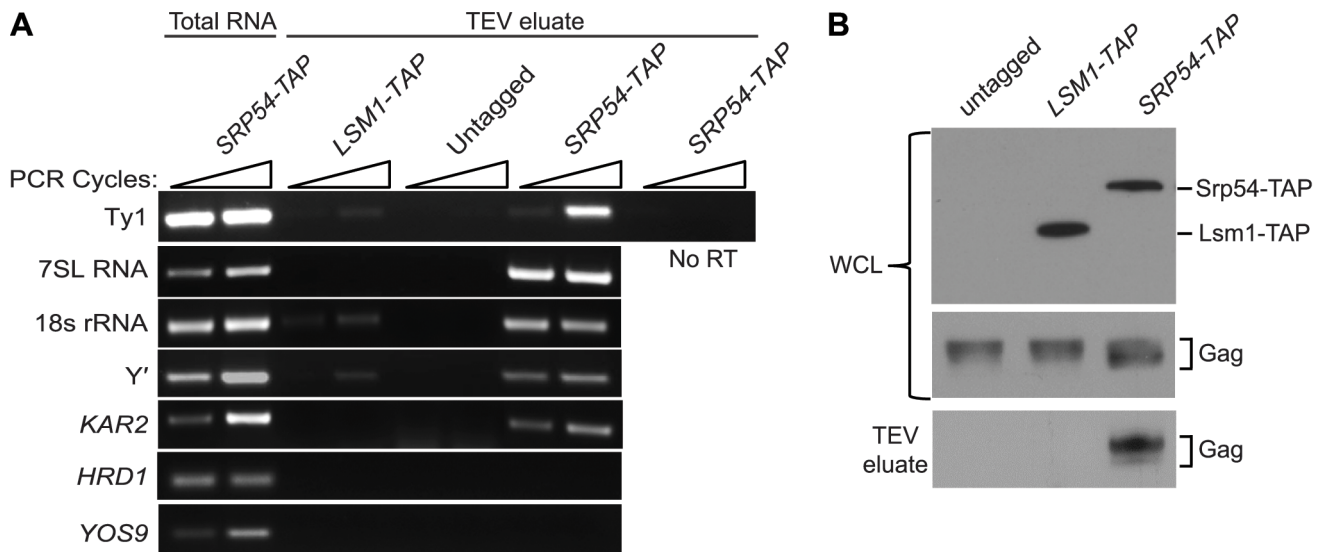 A
Total RNA
TEV eluate
SRP54-TAP
LSM1-TAP
Untagged
SRP54-TAP
SRP54-TAP
PCR Cycles:
Ty1
No RT
7SL RNA
18s rRNA
Y′
KAR2
HRD1
YOS9
B
untagged
LSM1-TAP
SRP54-TAP
WCL
Srp54-TAP
Lsm1-TAP
Gag
TEV
eluate
Gag